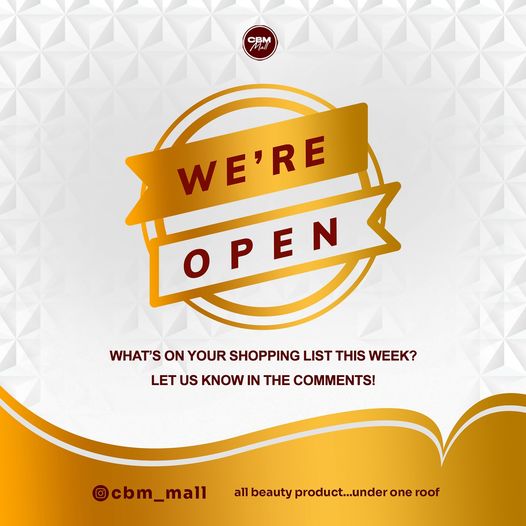 CBM
Mall
WE'RE
OPEN
WHAT'S ON YOUR SHOPPING LIST THIS WEEK?
LET US KNOW IN THE COMMENTS!
cbm_mall
all beauty product...under one roof